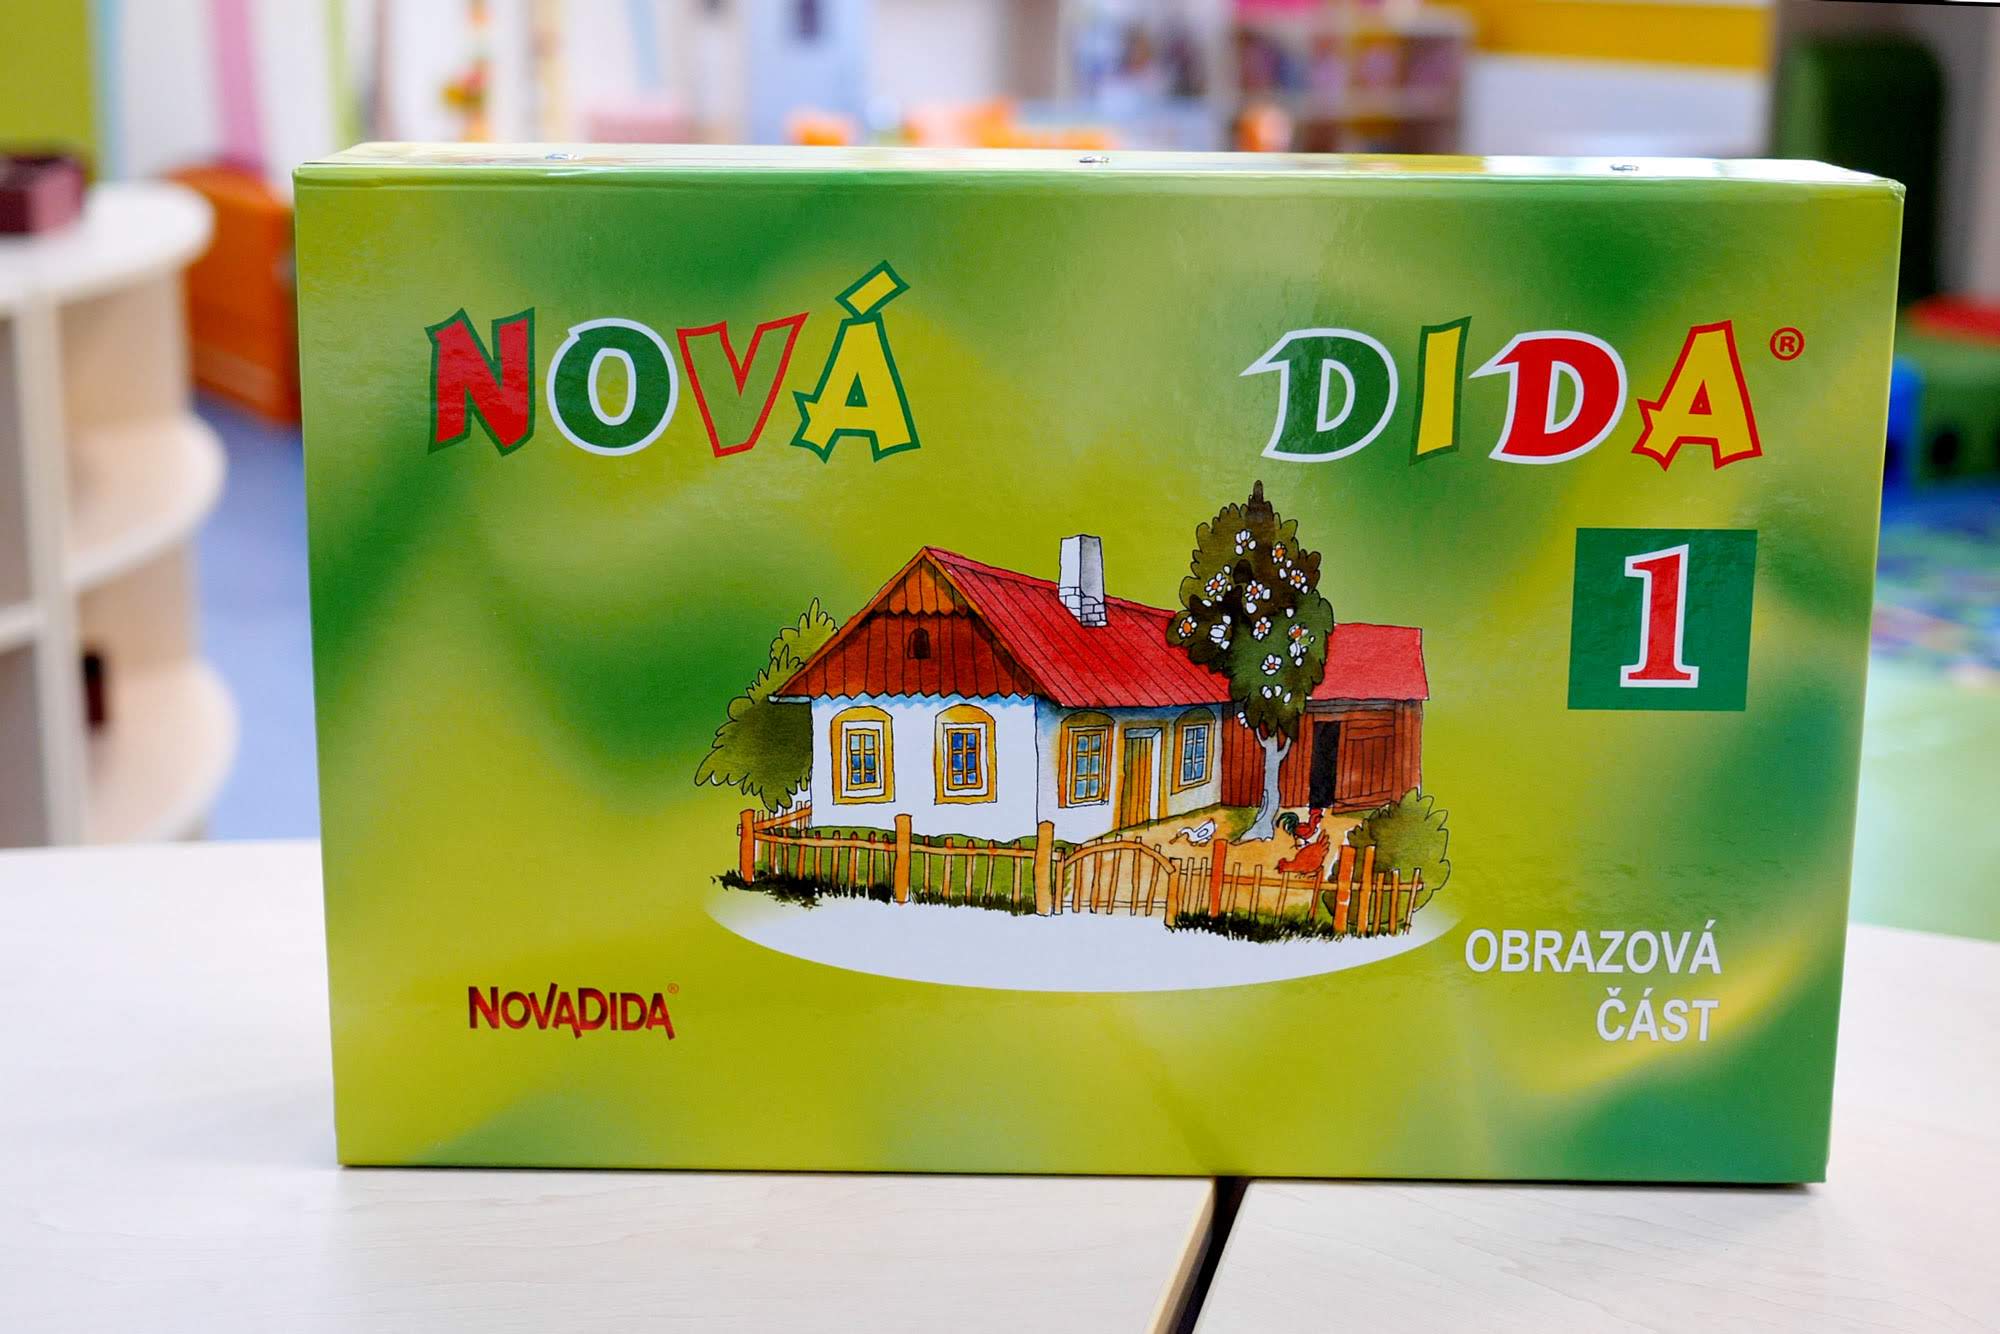 NOVÁ DIDA®
1
OBRAZOVÁ
ČÁST
NOVADIDA®